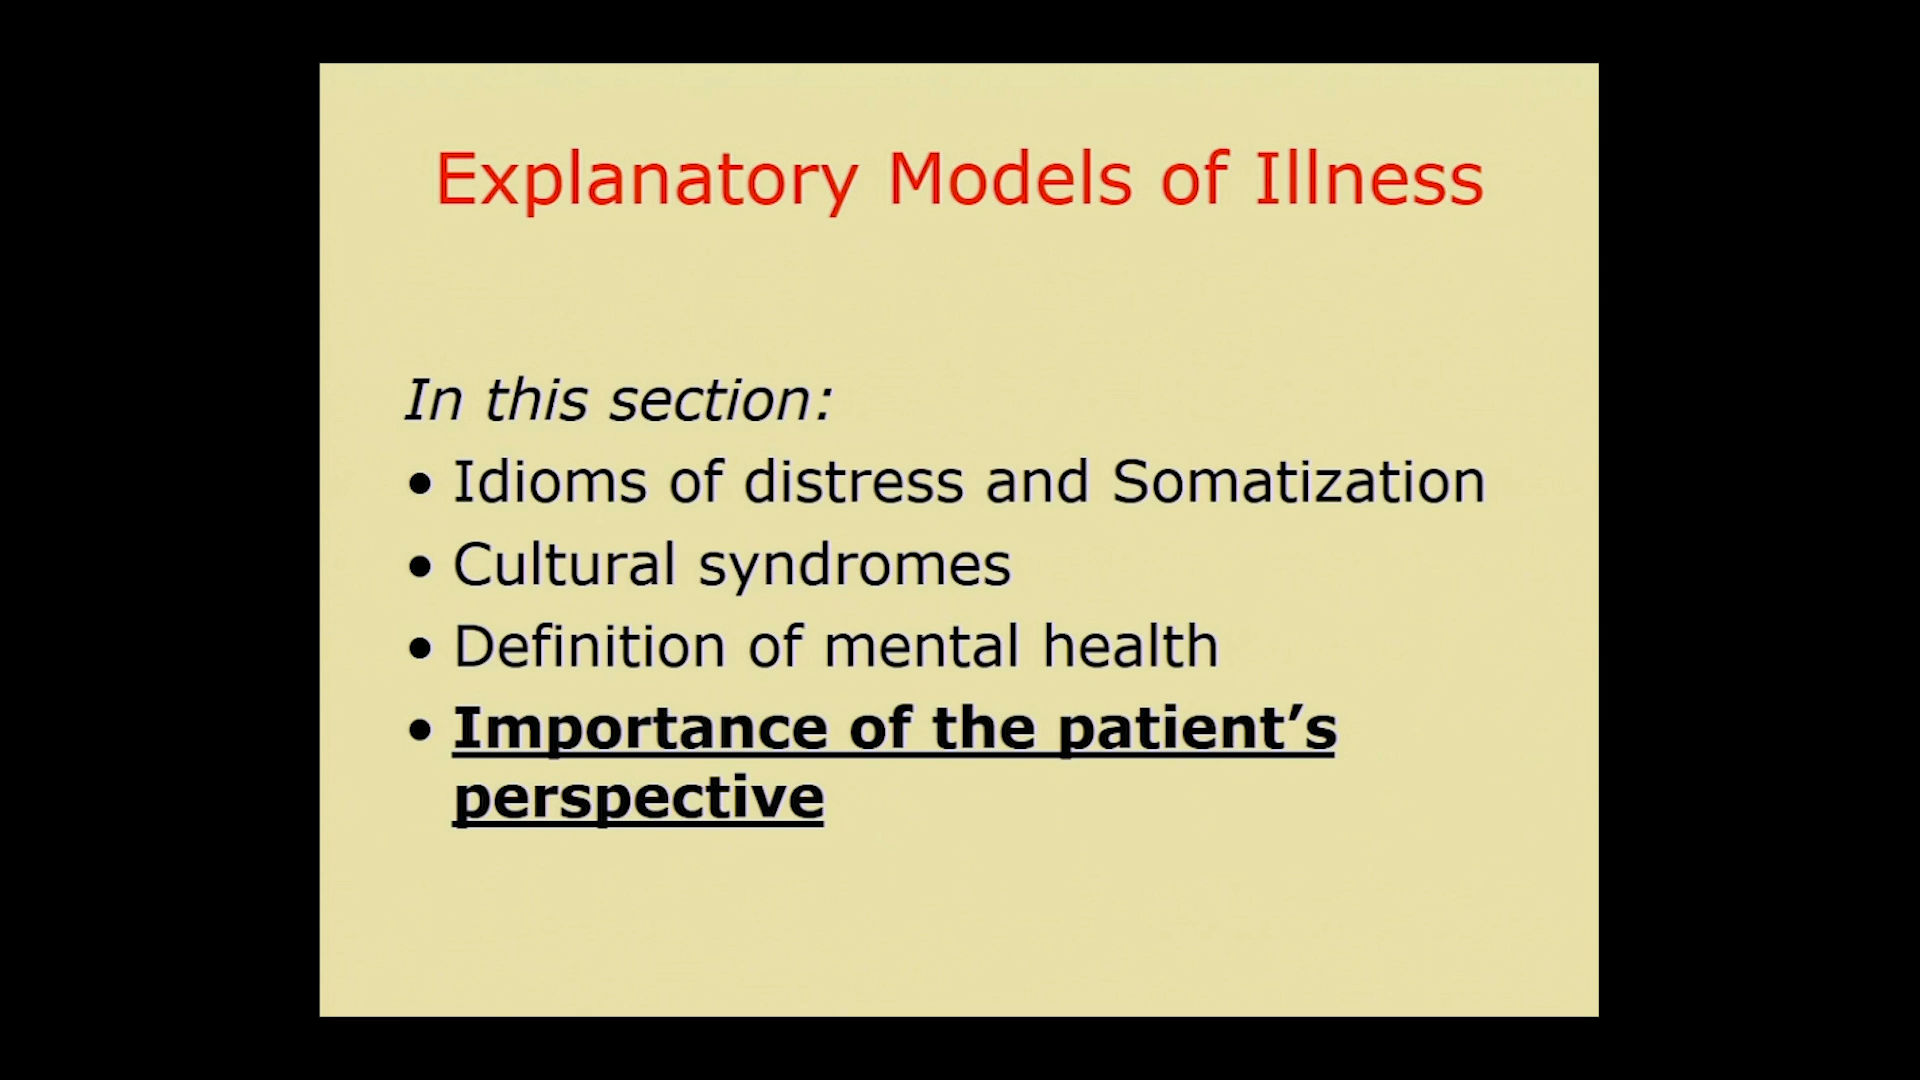 Explanatory Models of Illness
In this section:
• Idioms of distress and Somatization
• Cultural syndromes
• Definition of mental health
• Importance of the patient’s
perspective